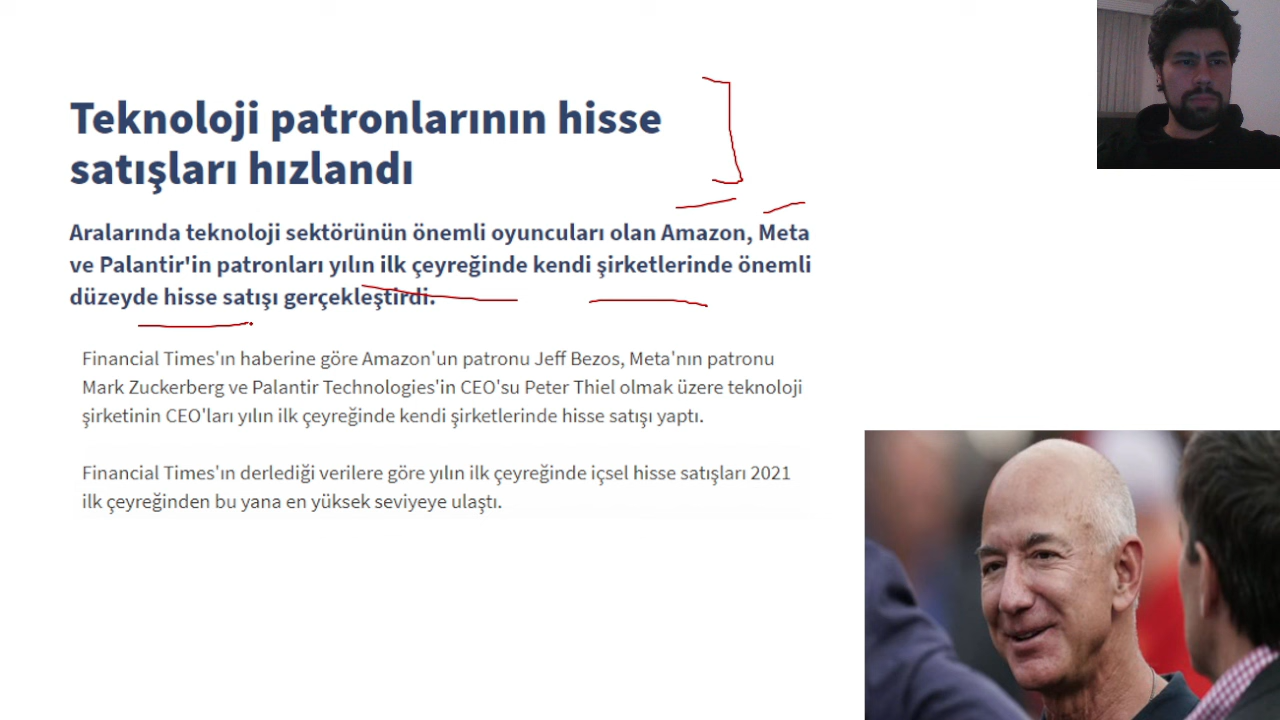 Teknoloji patronlarının hisse
satışları hızlandı
Aralarında teknoloji sektörünün önemli oyuncuları olan Amazon, Meta
ve Palantir'in patronları yılın ilk çeyreğinde kendi şirketlerinde önemli
düzeyde hisse satışı gerçekleştirdi.
Financial Times'ın haberine göre Amazon'un patronu Jeff Bezos, Meta'nın patronu
Mark Zuckerberg ve Palantir Technologies'in CEO'su Peter Thiel olmak üzere teknoloji
şirketinin CEO'ları yılın ilk çeyreğinde kendi şirketlerinde hisse satışı yaptı.
Financial Times'ın derlediği verilere göre yılın ilk çeyreğinde içsel hisse satışları 2021
ilk çeyreğinden bu yana en yüksek seviyeye ulaştı.